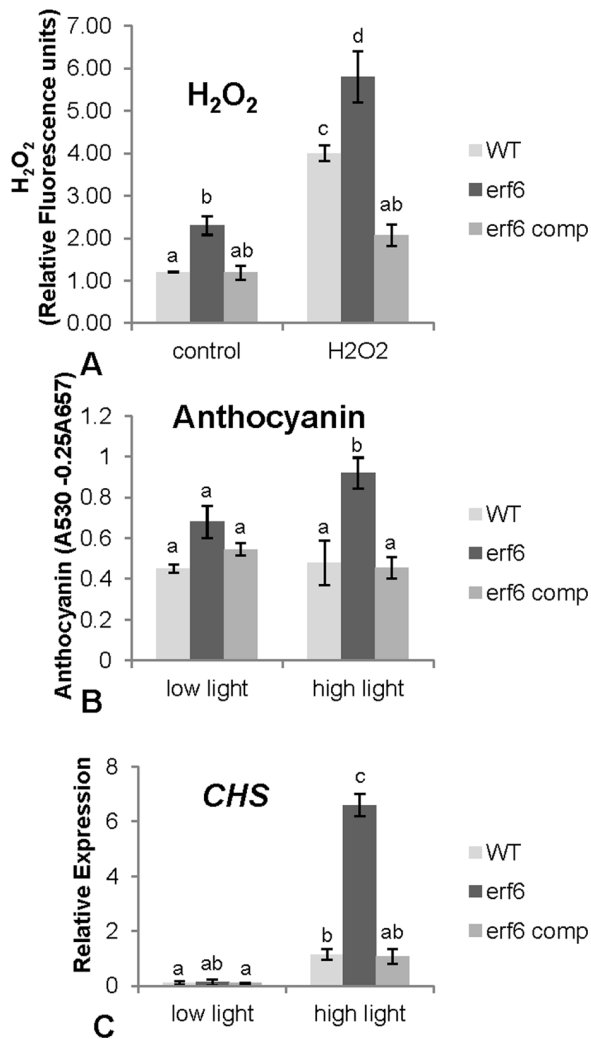 H₂O₂
(Relative Fluorescence units)
7.00
6.00
5.00
4.00
3.00
2.00
1.00
0.00
H₂O₂
a
b
ab
c
d
ab
control
H2O2
WT
erf6
erf6 comp
A
Anthocyanin (A530 -0.25A657)
1.2
1
0.8
0.6
0.4
0.2
0
Anthocyanin
a
a
a
a
b
a
low light
high light
WT
erf6
erf6 comp
B
Relative Expression
8
6
4
2
0
CHS
a
ab
a
b
c
ab
low light
high light
WT
erf6
erf6 comp
C